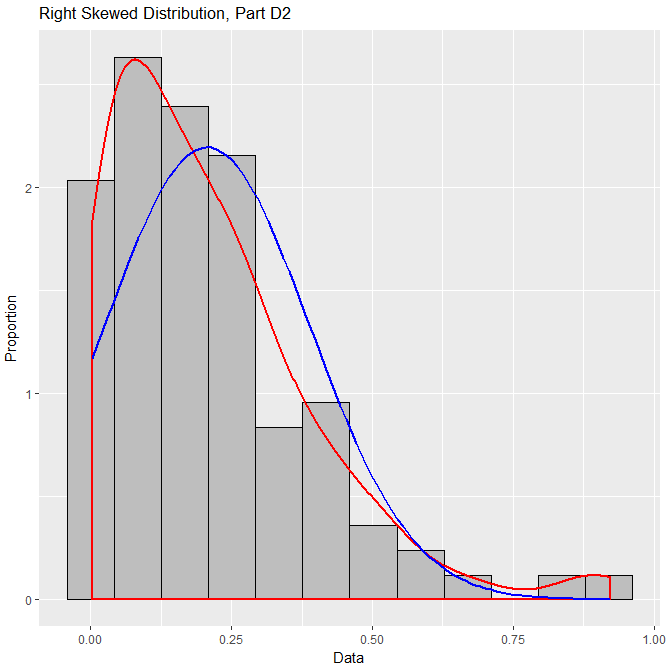 Right Skewed Distribution, Part D2
Proportion
2
1
0
0.00 0.25 0.50 0.75 1.00
Data